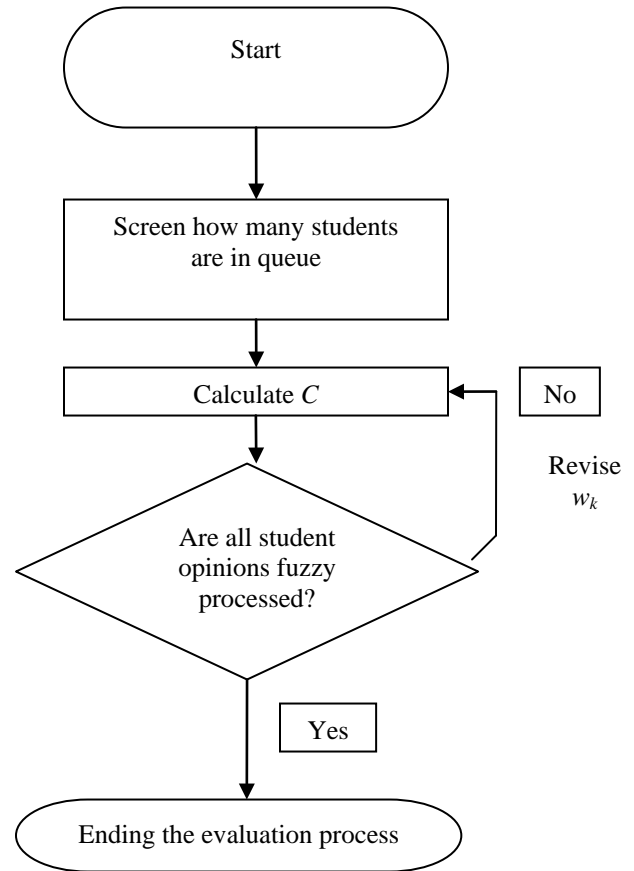 Start
Screen how many students
are in queue
Calculate C
No
Revise
wk
Are all student
opinions fuzzy
processed?
Yes
Ending the evaluation process